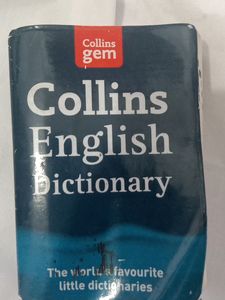 Collins
gem
Collins
English
Dictionary
The world's favourite
little dictionaries